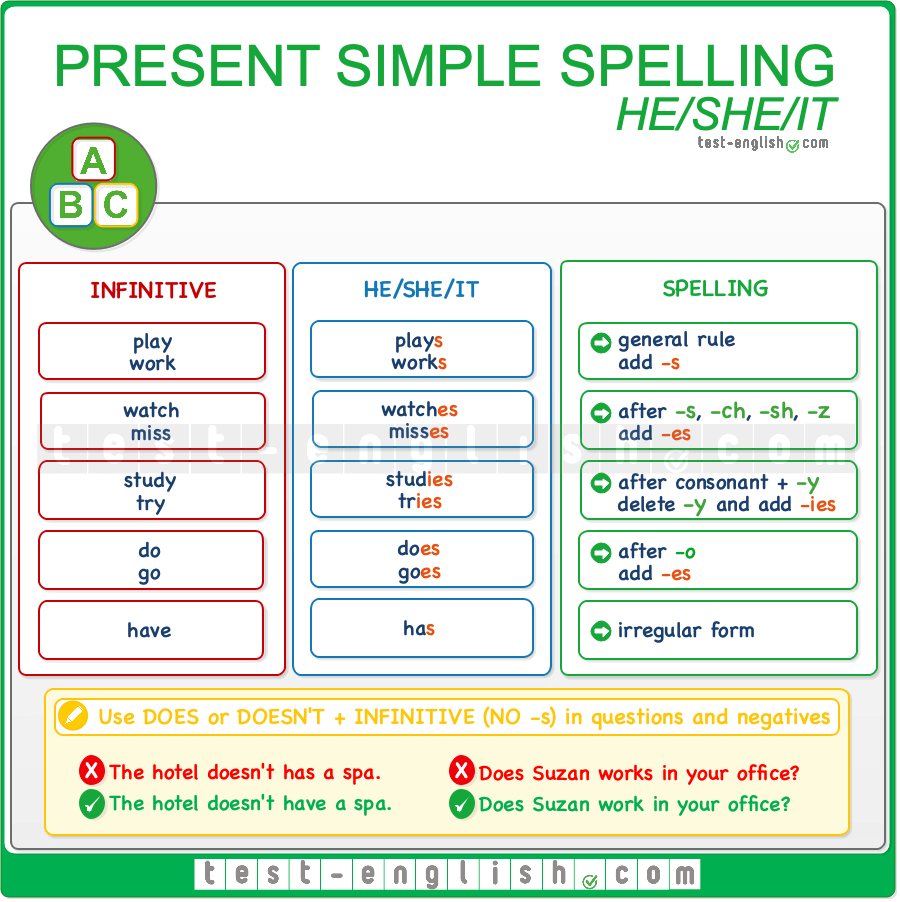 PRESENT SIMPLE SPELLING
HE/SHE/IT
test-english.com
A
B C
INFINITIVE
play
work
watch
miss
study
try
do
go
have
HE/SHE/IT
plays
works
watches
misses
studies
tries
does
goes
has
SPELLING
general rule
add -s
after -s, -ch, -sh, -z
add -es
after consonant + -y
delete -y and add -ies
after -o
add -es
irregular form
test-english.com
Use DOES or DOESN'T + INFINITIVE (NO -s) in questions and negatives
The hotel doesn't has a spa.
The hotel doesn't have a spa.
Does Suzan works in your office?
Does Suzan work in your office?
test-english.com